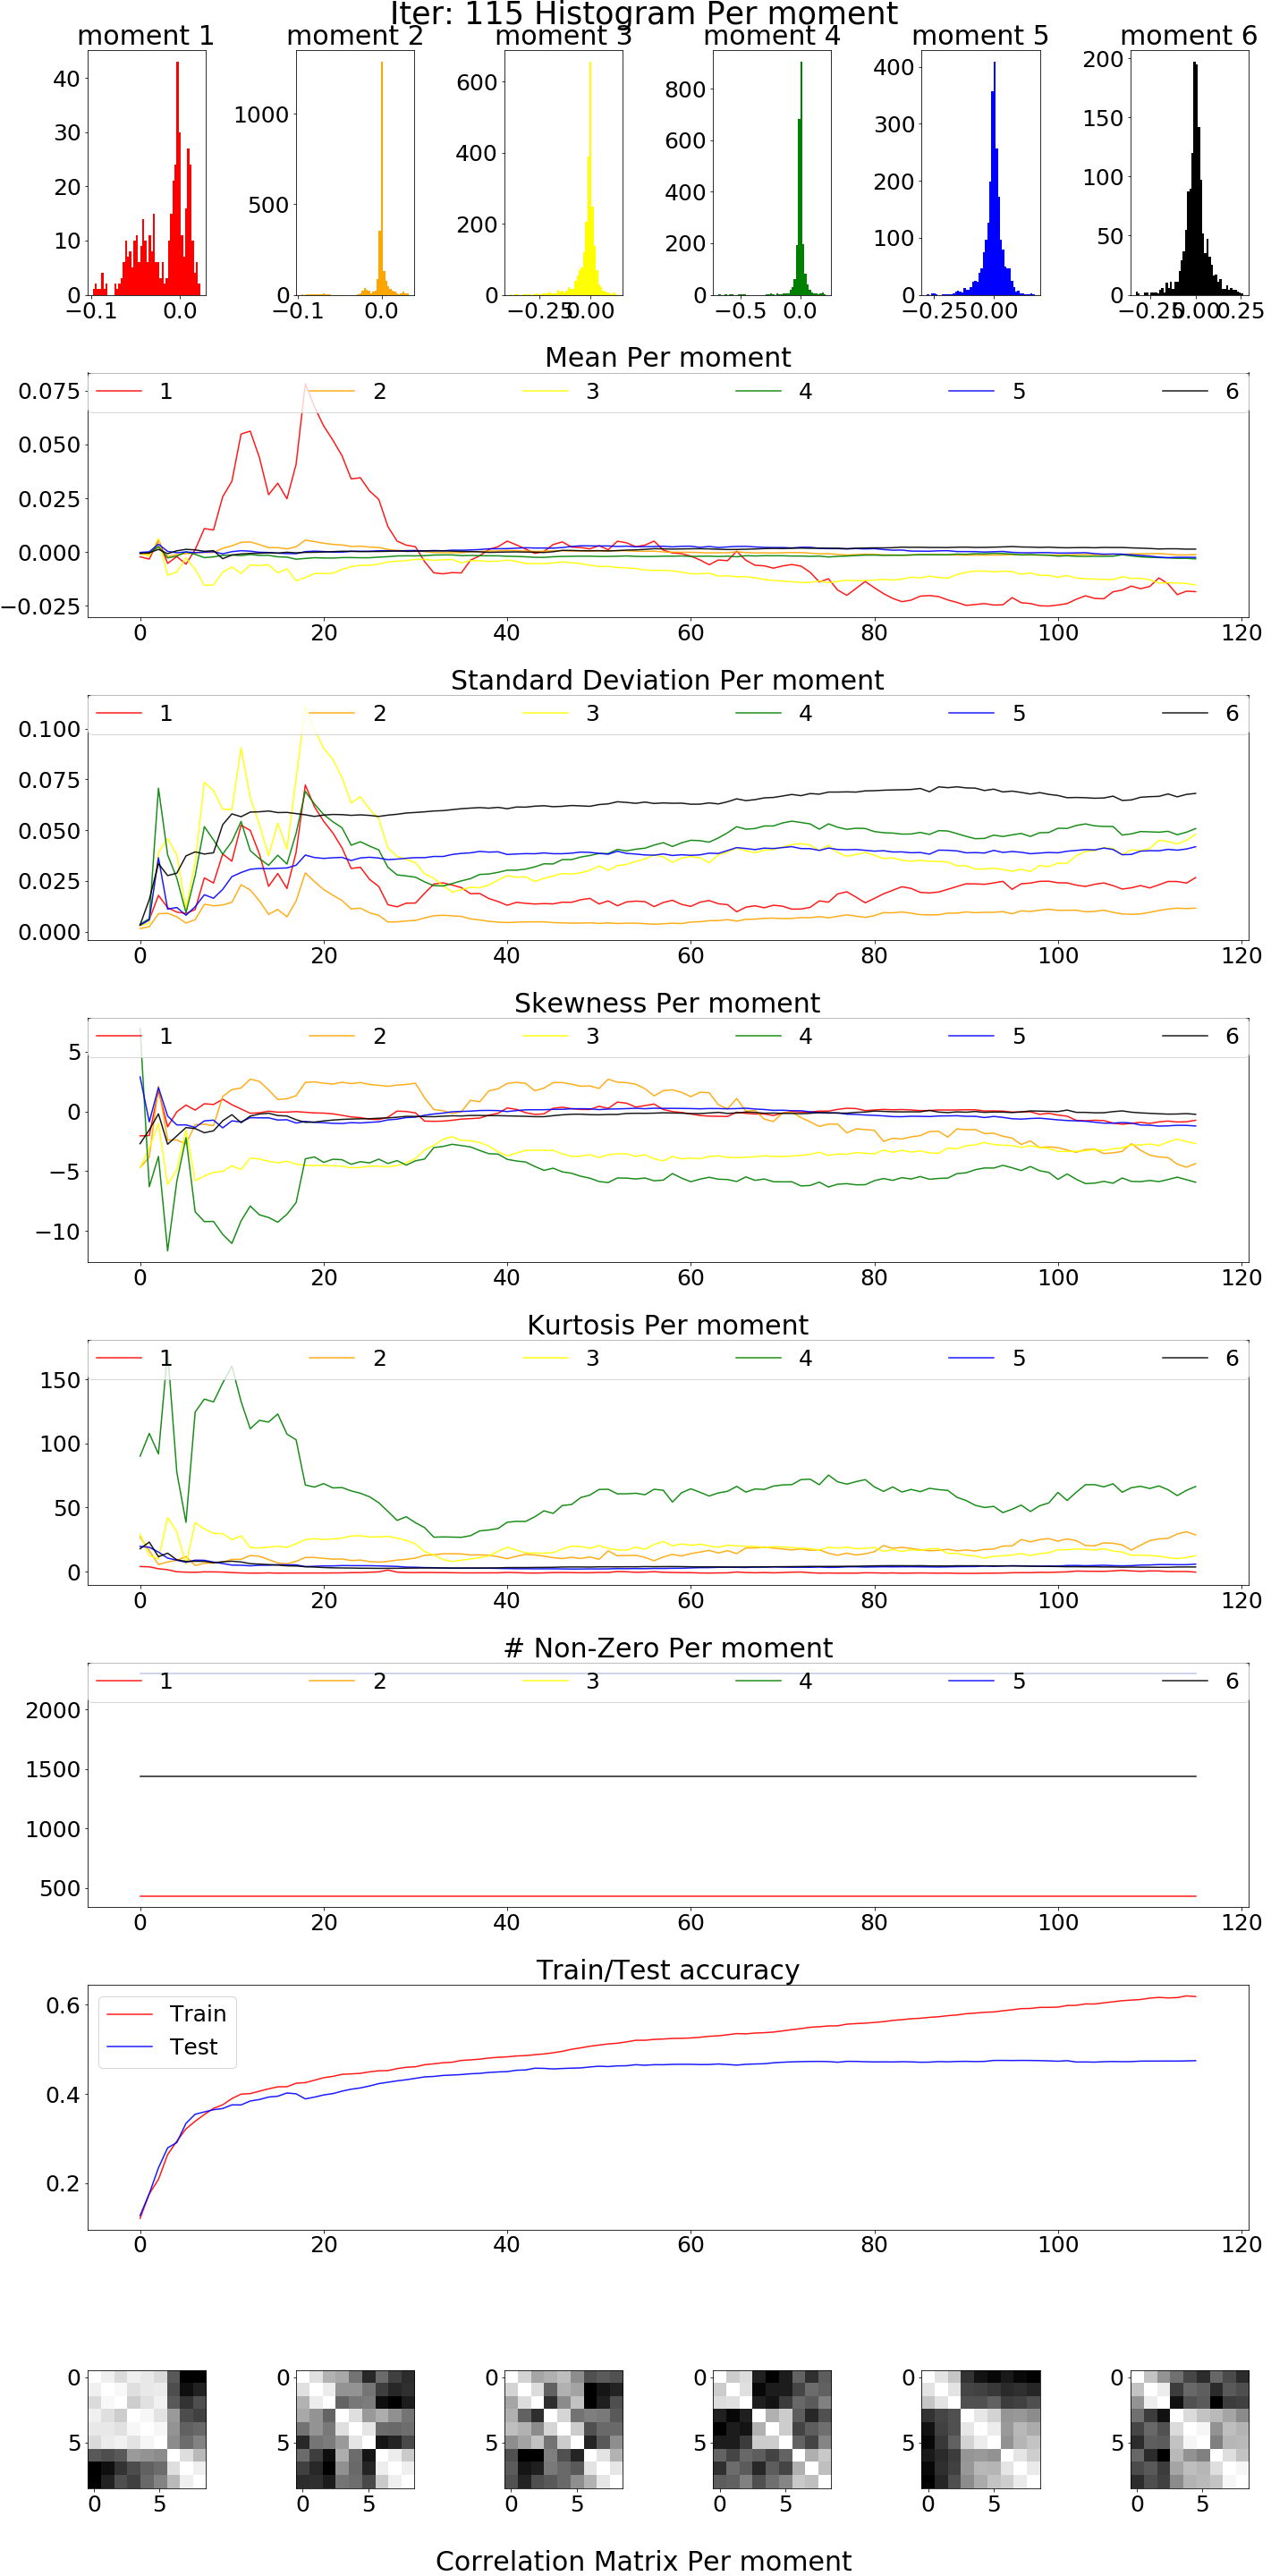 Iter: 115 Histogram Per moment
moment 1 moment 2 moment 3 moment 4 moment 5 moment 6
40 30 20 10 0
−0.1 0.0
1000 500 0
−0.1 0.0
600 400 200 0
−0.25 0.00
800 600 400 200 0
−0.5 0.0
400 300 200 100 0
−0.25 0.00
200 150 100 50 0
−0.25 0.00 0.25
Mean Per moment
1 2 3 4 5 6
0.075
0.050
0.025
0.000
−0.025
0 20 40 60 80 100 120
Standard Deviation Per moment
1 2 3 4 5 6
0.100
0.075
0.050
0.025
0.000
0 20 40 60 80 100 120
Skewness Per moment
1 2 3 4 5 6
5
0
−5
−10
0 20 40 60 80 100 120
Kurtosis Per moment
1 2 3 4 5 6
150
100
50
0
0 20 40 60 80 100 120
# Non-Zero Per moment
1 2 3 4 5 6
2000
1500
1000
500
0 20 40 60 80 100 120
Train/Test accuracy
Train
Test
0.6
0.4
0.2
0 20 40 60 80 100 120
0 0 0 0 0 0
5 5 5 5 5 5
0 5 0 5 0 5 0 5 0 5 0 5
Correlation Matrix Per moment